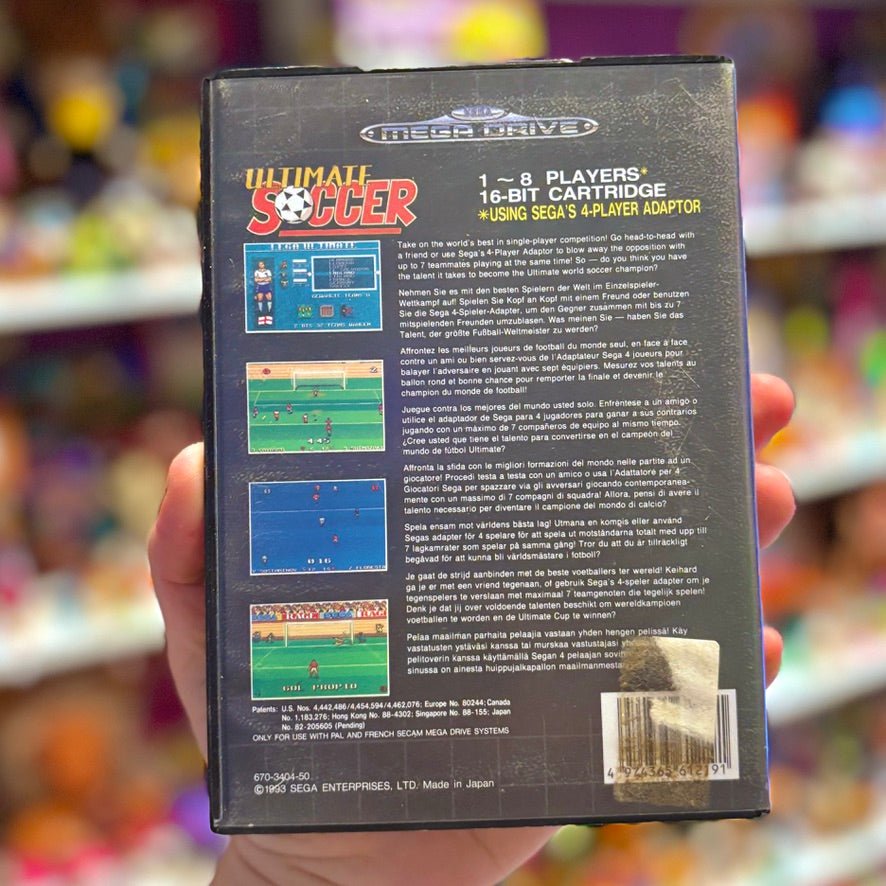 SEGA
MEGA DRIVE
ULTIMATE
SOCCER
1 ~ 8 PLAYERS*
16-BIT CARTRIDGE
*USING SEGA'S 4-PLAYER ADAPTOR
Take on the world's best in single-player competition! Go head-to-head with
a friend or use Sega's 4-Player Adaptor to blow away the opposition with
up to 7 teammates playing at the same time! So — do you think you have
the talent it takes to become the Ultimate world soccer champion?
Nehmen Sie es mit den besten Spielern der Welt im Einzelspieler-
Wettkampf auf! Spielen Sie Kopf an Kopf mit einem Freund oder benutzen
Sie die Sega 4-Spieler-Adapter, um den Gegner zusammen mit bis zu 7
mitspielenden Freunden umzublasen. Was meinen Sie — haben Sie das
Talent, der größte Fußball-Weltmeister zu werden?
Affrontez les meilleurs joueurs de football du monde seul, en face à face
contre un ami ou bien servez-vous de l'Adaptateur Sega 4 joueurs pour
balayer l'adversaire en jouant avec sept équipiers. Mesurez vos talents au
ballon rond et bonne chance pour remporter la finale et devenir le
champion du monde de football!
Juegue contra los mejores del mundo usted solo. Enfréntese a un amigo o
utilice el adaptador de Sega para 4 jugadores para ganar a sus contrarios
jugando con un máximo de 7 compañeros de equipo al mismo tiempo.
¿Cree usted que tiene el talento para convertirse en el campeón del
mundo de fútbol Ultimate?
Affronta la sfida con le migliori formazioni del mondo nelle partite ad un
giocatore! Procedi testa a testa con un amico o usa l'Adattatore per 4
Giocatori Sega per spazzare via gli avversari giocando contemporanea-
mente con un massimo di 7 compagni di squadra! Allora, pensi di avere il
talento necessario per diventare il campione del mondo di calcio?
Spela ensam mot världens bästa lag! Utmana en kompis eller använd
Segas adapter för 4 spelare för att spela ut motståndarna totalt med upp till
7 lagkamrater som spelar på samma gång! Tror du att du är tillräckligt
begåvad för att kunna bli världsmästare i fotboll?
Je gaat de strijd aanbinden met de beste voetballers ter wereld! Keihard
ga je er met een vriend tegenaan, of gebruik Sega's 4-speler adapter om je
tegenspelers te verslaan met maximaal 7 teamgenoten die tegelijk spelen!
Denk je dat jij over voldoende talenten beschikt om wereldkampioen
voetballen te worden en de Ultimate Cup te winnen?
Pelaa maailman parhaita pelaajia vastaan yhden hengen pelissä! Käy
vastatusten ystäväsi kanssa tai murskaa vastustajasi
pelitoverin kanssa käyttämällä Segan 4 pelaajan
sinussa on ainesta huippujalkapallon
SEGA ULTIMATE
Patents: U.S. Nos. 4,442,486/4,454,594/4,462,076; Europe No. 80244; Canada
No. 1,183,276; Hong Kong No. 88-4302; Singapore No. 88-155; Japan
No. 82-205605 (Pending)
ONLY FOR USE WITH PAL AND FRENCH SECAM MEGA DRIVE SYSTEMS
670-3404-50
©1993 SEGA ENTERPRISES, LTD. Made in Japan